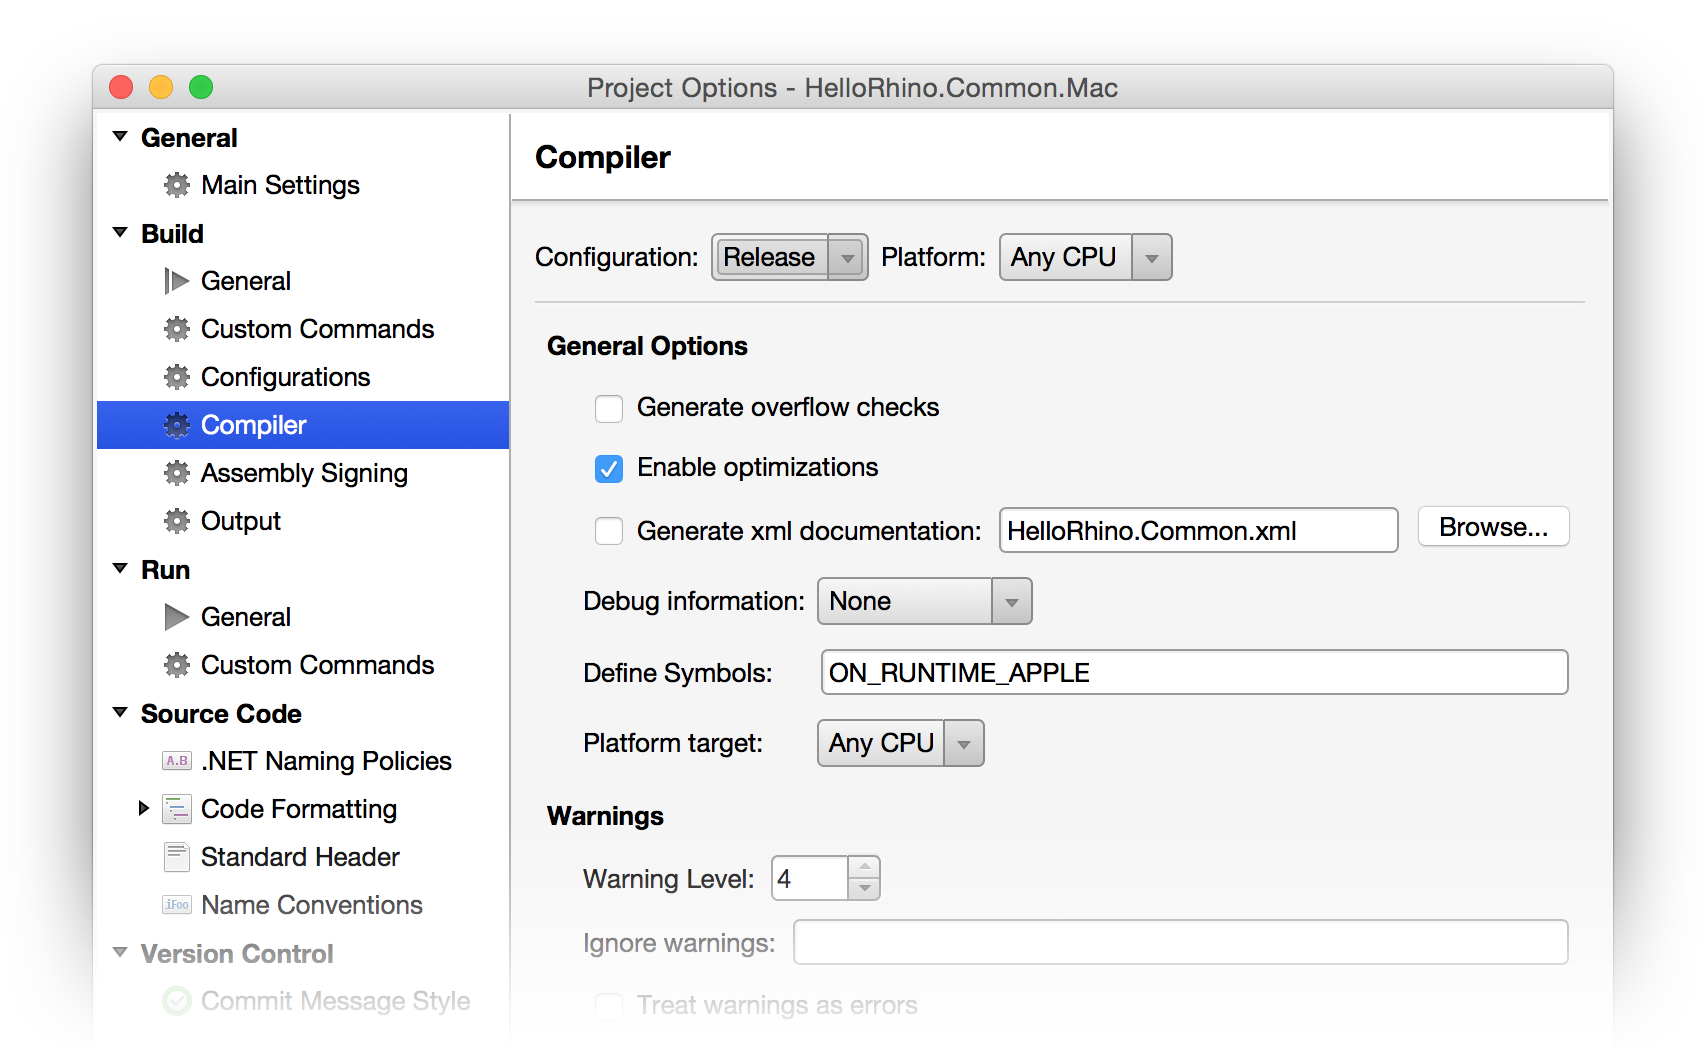 Project Options - HelloRhino.Common.Mac
General
Main Settings
Build
General
Custom Commands
Configurations
Compiler
Assembly Signing
Output
Run
General
Custom Commands
Source Code
A.B .NET Naming Policies
Code Formatting
Standard Header
iFoo Name Conventions
Version Control
Commit Message Style
Compiler
Configuration: Release Platform: Any CPU
General Options
Generate overflow checks
Enable optimizations
Generate xml documentation: HelloRhino.Common.xml Browse...
Debug information: None
Define Symbols: ON_RUNTIME_APPLE
Platform target: Any CPU
Warnings
Warning Level: 4
Ignore warnings:
Treat warnings as errors